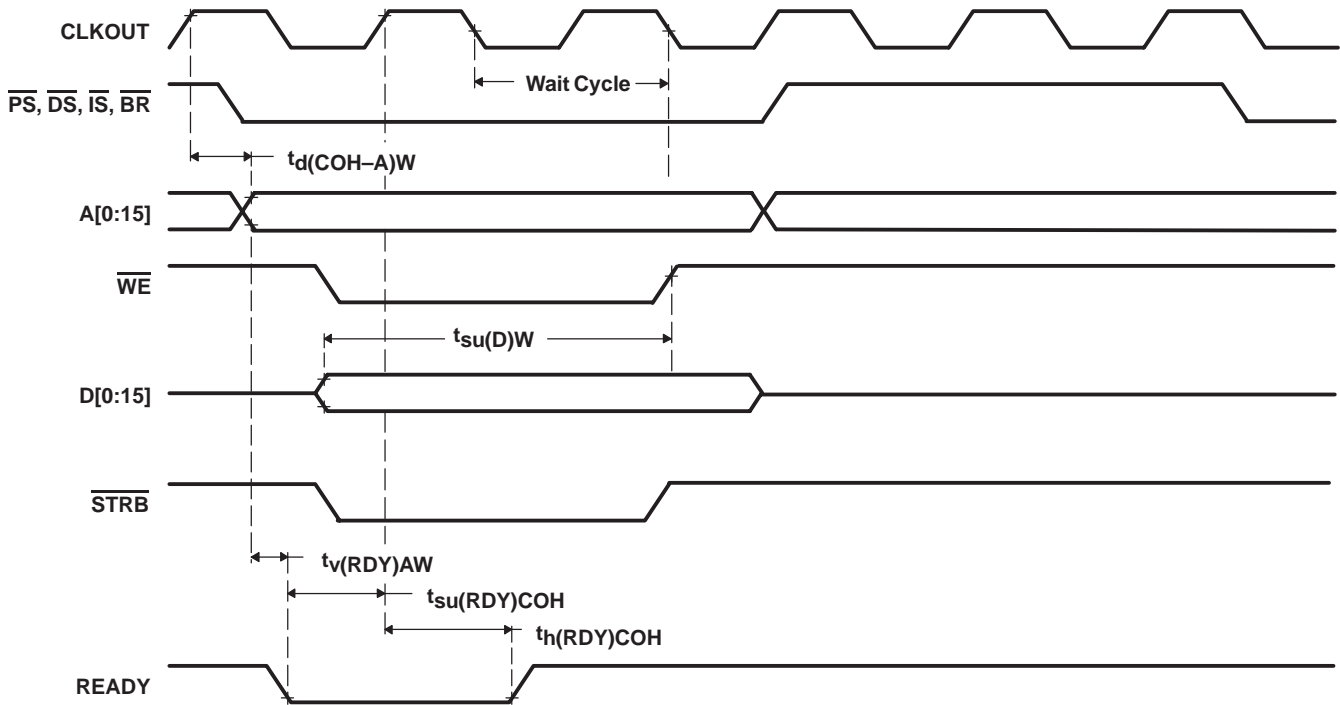 CLKOUT
Wait Cycle
PS, DS, IS, BR
td(COH–A)W
A[0:15]
WE
tsu(D)W
D[0:15]
STRB
tv(RDY)AW
tsu(RDY)COH
th(RDY)COH
READY